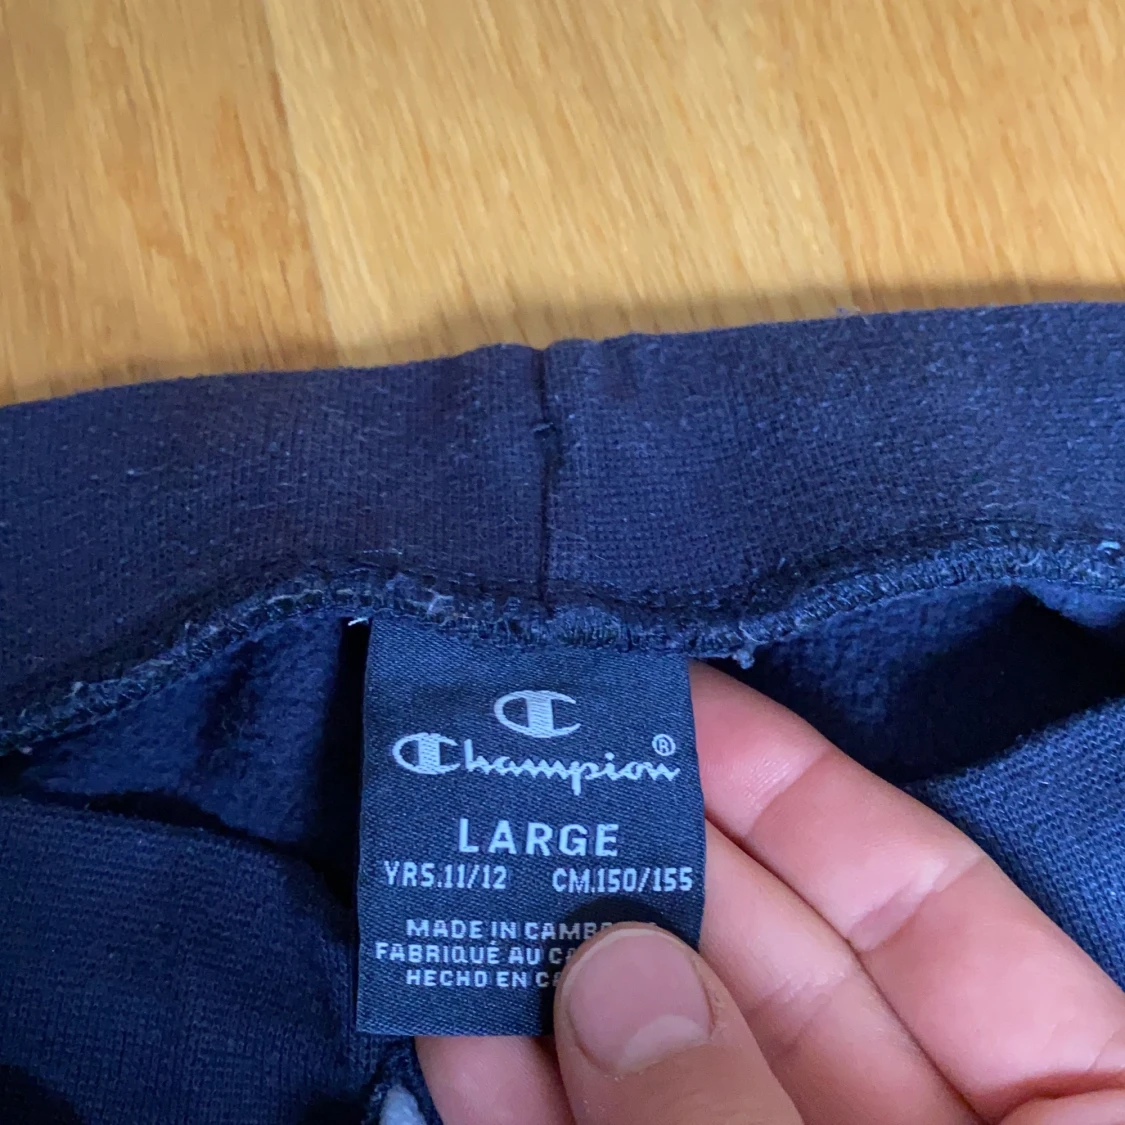 Champion®
LARGE
YRS.11/12 CM.150/155
MADE IN
FABRIQUÉ AU
HECHO EN